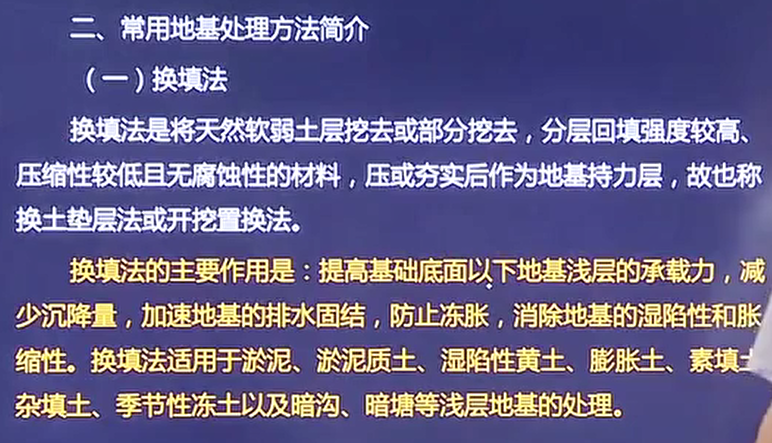 二、常用地基处理方法简介
（一）换填法
换填法是将天然软弱土层挖去或部分挖去，分层回填强度较高、
压缩性较低且无腐蚀性的材料，压或夯实后作为地基持力层，故也称
换土垫层法或开挖置换法。
换填法的主要作用是：提高基础底面以下地基浅层的承载力，减
少沉降量，加速地基的排水固结，防止冻胀，消除地基的湿陷性和胀
缩性。换填法适用于淤泥、淤泥质土、湿陷性黄土、膨胀土、素填土
杂填土、季节性冻土以及暗沟、暗塘等浅层地基的处理。